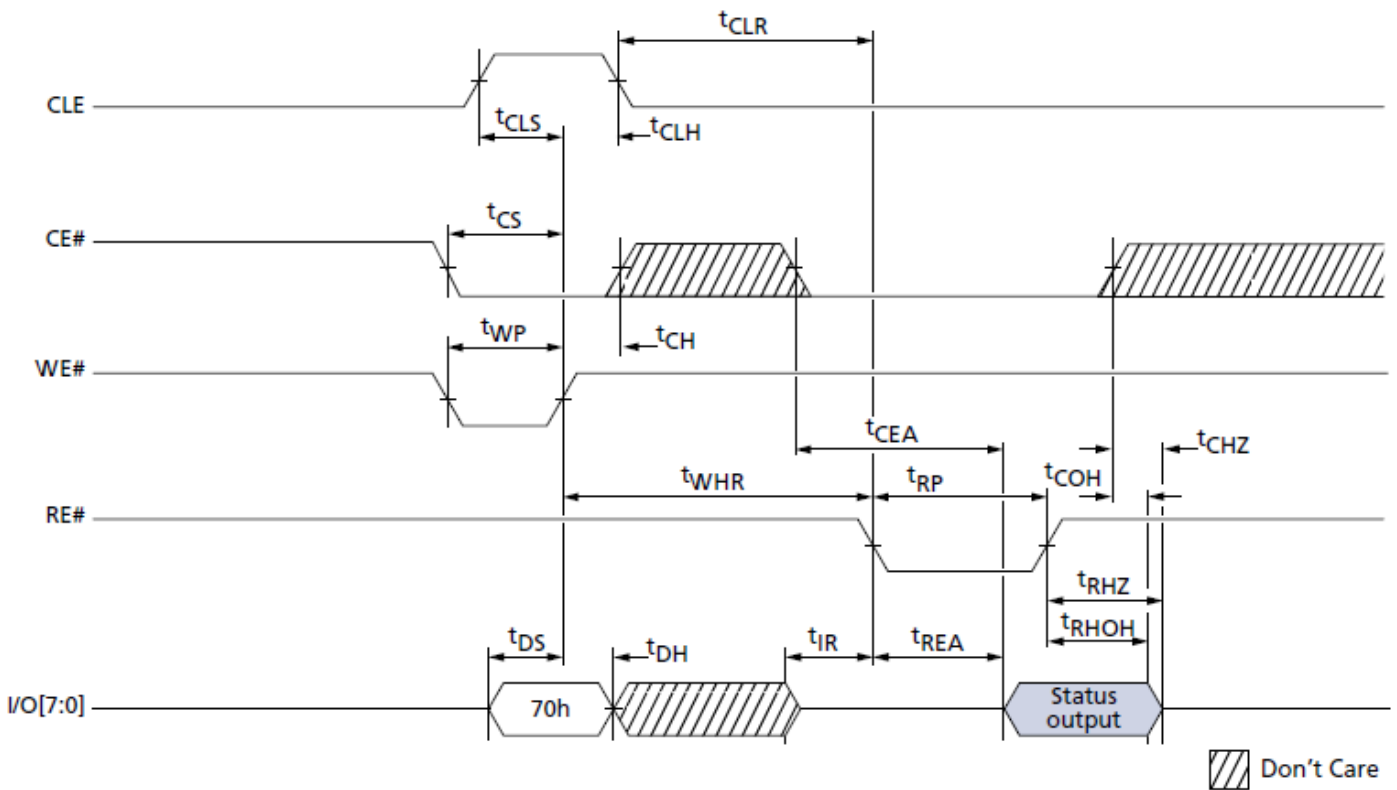 tCLR
CLE
tCLS
tCLH
tCS
CE#
tWP
tCH
WE#
tCEA
tCHZ
tWHR
tRP
tCOH
RE#
tRHZ
tRHOH
tDS
tDH
tIR
tREA
I/O[7:0]
70h
Status
output
Don't Care